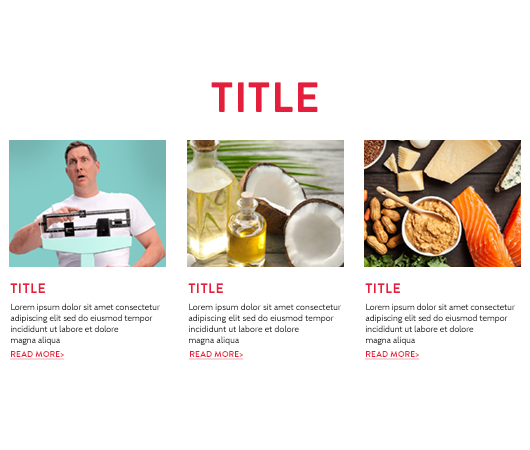 TITLE
TITLE
Lorem ipsum dolor sit amet consectetur
adipiscing elit sed do eiusmod tempor
incididunt ut labore et dolore
magna aliqua
READ MORE>
TITLE
Lorem ipsum dolor sit amet consectetur
adipiscing elit sed do eiusmod tempor
incididunt ut labore et dolore
magna aliqua
READ MORE>
TITLE
Lorem ipsum dolor sit amet consectetur
adipiscing elit sed do eiusmod tempor
incididunt ut labore et dolore
magna aliqua
READ MORE>